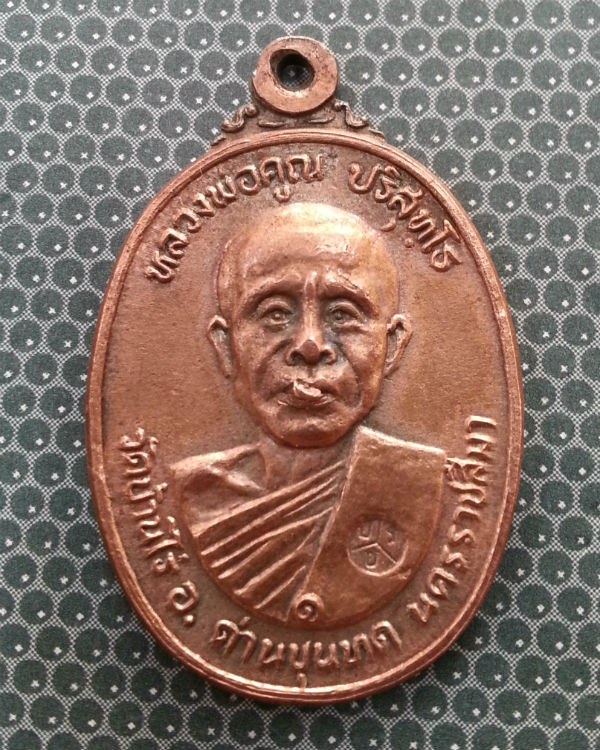 หลวงพ่อคูณ ปริสุทฺโธ
๑
วัดบ้านไร่ อ. ด่านขุนทด นครราชสีมา